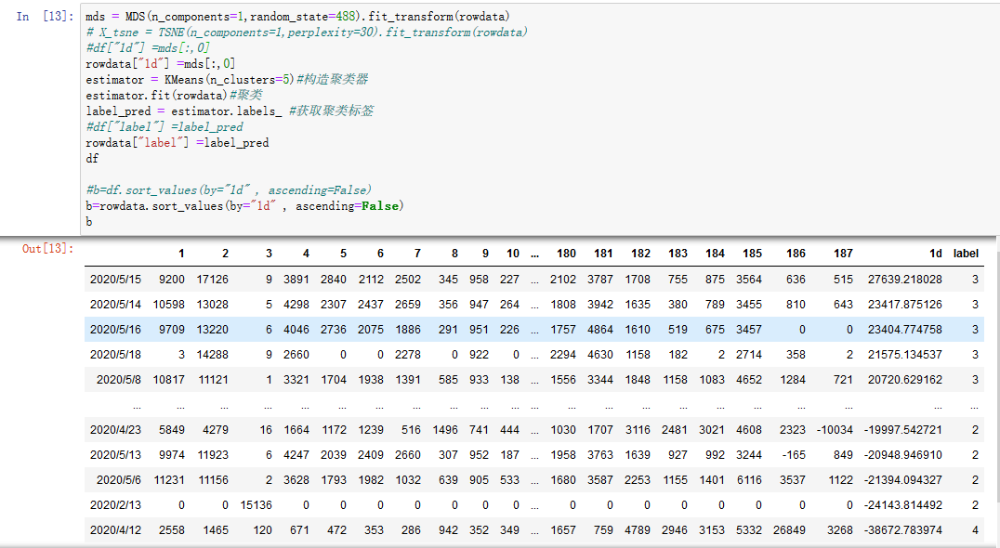 In [13]: mds = MDS(n_components=1,random_state=488).fit_transform(rowdata)
# X_tsne = TSNE(n_components=1,perplexity=30).fit_transform(rowdata)
#df["1d"] =mds[:,0]
rowdata["1d"] =mds[:,0]
estimator = KMeans(n_clusters=5)#构造聚类器
estimator.fit(rowdata)#聚类
label_pred = estimator.labels_ #获取聚类标签
#df["label"] =label_pred
rowdata["label"] =label_pred
df
#b=df.sort_values(by="1d" , ascending=False)
b=rowdata.sort_values(by="1d" , ascending=False)
b
Out[13]:
1 2 3 4 5 6 7 8 9 10 ... 180 181 182 183 184 185 186 187 1d label
2020/5/15 9200 17126 9 3891 2840 2112 2502 345 958 227 ... 2102 3787 1708 755 875 3564 636 515 27639.218028 3
2020/5/14 10598 13028 5 4298 2307 2437 2659 356 947 264 ... 1808 3942 1635 380 789 3455 810 643 23417.875126 3
2020/5/16 9709 13220 6 4046 2736 2075 1886 291 951 226 ... 1757 4864 1610 519 675 3457 0 0 23404.774758 3
2020/5/18 3 14288 9 2660 0 0 2278 0 922 0 ... 2294 4630 1158 182 2 2714 358 2 21575.134537 3
2020/5/8 10817 11121 1 3321 1704 1938 1391 585 933 138 ... 1556 3344 1848 1158 1083 4652 1284 721 20720.629162 3
... ... ... ... ... ... ... ... ... ... ... ... ... ... ... ... ... ... ... ... ... ...
2020/4/23 5849 4279 16 1664 1172 1239 516 1496 741 444 ... 1030 1707 3116 2481 3021 4608 2323 -10034 -19997.542721 2
2020/5/13 9974 11923 6 4247 2039 2409 2660 307 952 187 ... 1958 3763 1639 927 992 3244 -165 849 -20948.946910 2
2020/5/6 11231 11156 2 3628 1793 1982 1032 639 905 533 ... 1680 3587 2253 1155 1401 6116 3537 1122 -21394.094327 2
2020/2/13 0 0 15136 0 0 0 0 0 0 0 ... 0 0 0 0 0 0 0 0 -24143.814492 2
2020/4/12 2558 1465 120 671 472 353 286 942 352 349 ... 1657 759 4789 2946 3153 5332 26849 3268 -38672.783974 4